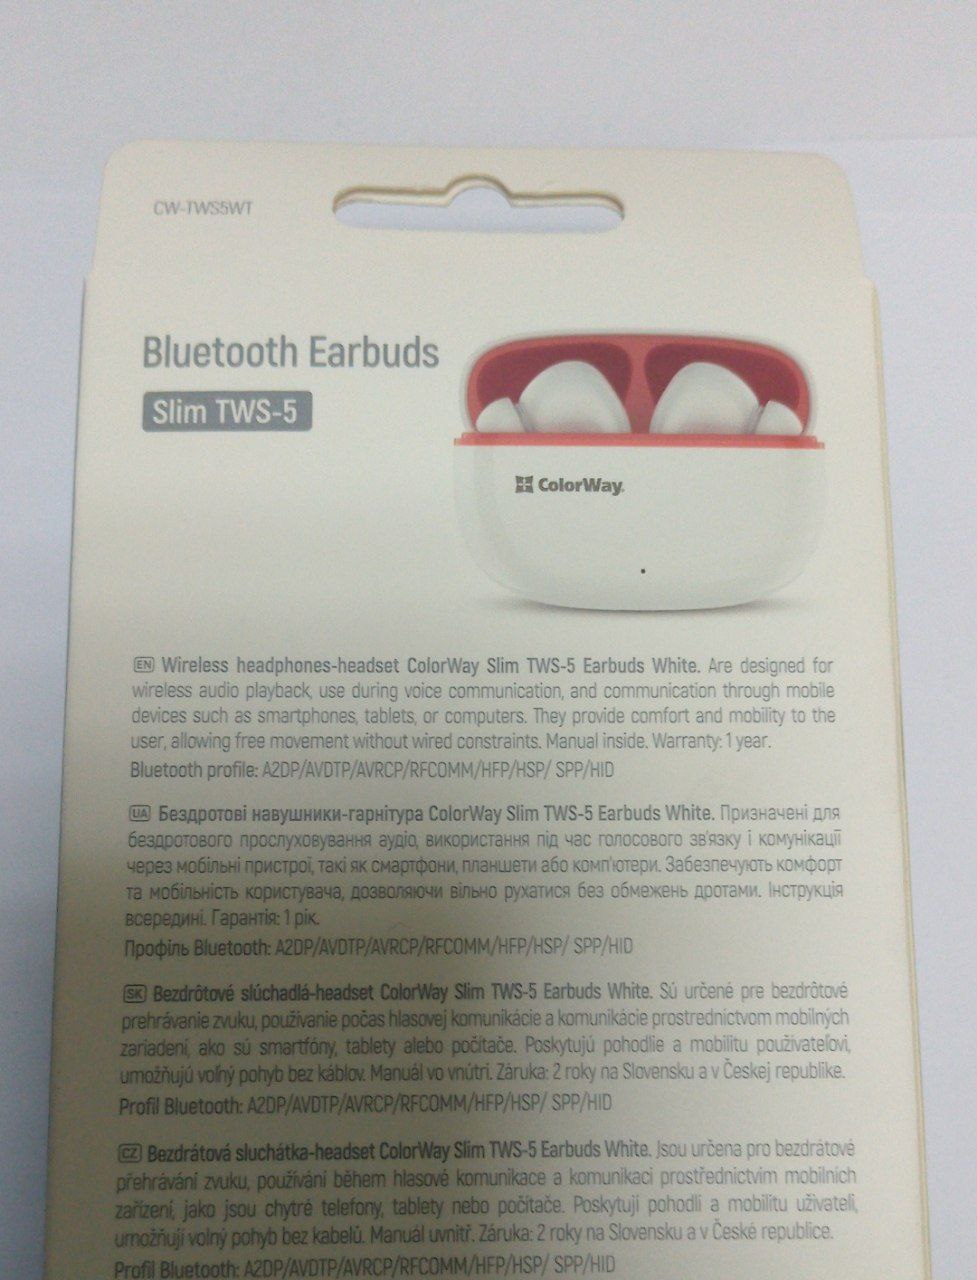 CW-TWS5WT
Bluetooth Earbuds
Slim TWS-5
ColorWay
EN Wireless headphones-headset ColorWay Slim TWS-5 Earbuds White. Are designed for
wireless audio playback, use during voice communication, and communication through mobile
devices such as smartphones, tablets, or computers. They provide comfort and mobility to the
user, allowing free movement without wired constraints. Manual inside. Warranty: 1 year.
Bluetooth profile: A2DP/AVDTP/AVRCP/RFCOMM/HFP/HSP/ SPP/HID
UA Бездротові навушники-гарнітура ColorWay Slim TWS-5 Earbuds White. Призначені для
бездротового прослуховування аудіо, використання під час голосового зв'язку і комунікації
через мобільні пристрої, такі як смартфони, планшети або комп'ютери. Забезпечують комфорт
та мобільність користувача, дозволяючи вільно рухатися без обмежень дротами. Інструкція
всередині. Гарантія: 1 рік.
Профіль Bluetooth: A2DP/AVDTP/AVRCP/RFCOMM/HFP/HSP/ SPP/HID
SK Bezdrôtové slúchadlá-headset ColorWay Slim TWS-5 Earbuds White. Sú určené pre bezdrôtové
prehrávanie zvuku, používanie počas hlasovej komunikácie a komunikácie prostredníctvom mobilných
zariadení, ako sú smartfóny, tablety alebo počítače. Poskytujú pohodlie a mobilitu používateľovi,
umožňujú voľný pohyb bez káblov. Manuál vo vnútri. Záruka: 2 roky na Slovensku a v Českej republike.
Profil Bluetooth: A2DP/AVDTP/AVRCP/RFCOMM/HFP/HSP/ SPP/HID
CZ Bezdrátová sluchátka-headset ColorWay Slim TWS-5 Earbuds White. Jsou určena pro bezdrátové
přehrávání zvuku, používání během hlasové komunikace a komunikaci prostřednictvím mobilních
zařízení, jako jsou chytré telefony, tablety nebo počítače. Poskytují pohodlí a mobilitu uživateli,
umožňují volný pohyb bez kabelů. Manuál uvnitř. Záruka: 2 roky na Slovensku a v České republice.
Profil Bluetooth: A2DP/AVDTP/AVRCP/RFCOMM/HFP/HSP/ SPP/HID